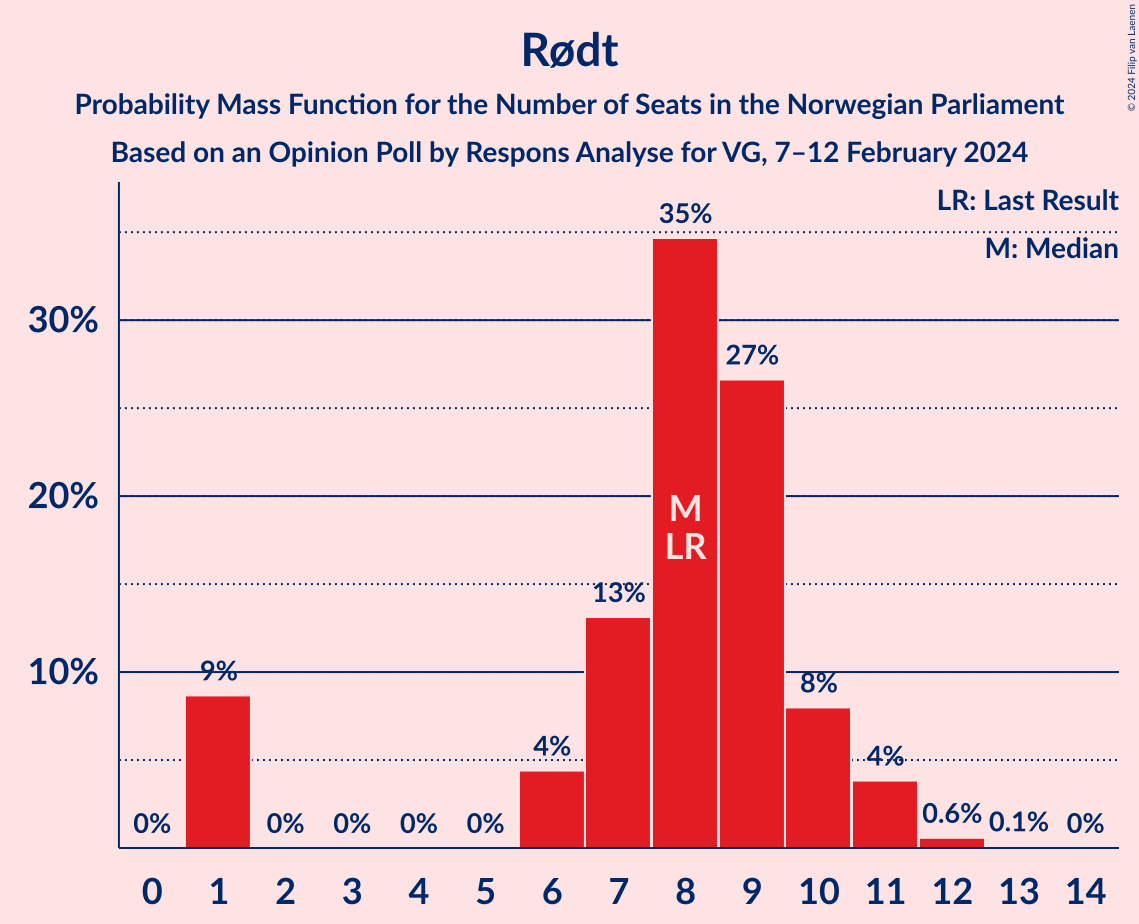 Rødt
Probability Mass Function for the Number of Seats in the Norwegian Parliament
Based on an Opinion Poll by Respons Analyse for VG, 7–12 February 2024
© 2024 Filip van Laenen
LR: Last Result
M: Median
30%
20%
10%
0%
9%
0%
0%
0%
0%
4%
13%
35%
27%
8%
4%
0.6%
0.1%
0%
M
LR
0 1 2 3 4 5 6 7 8 9 10 11 12 13 14